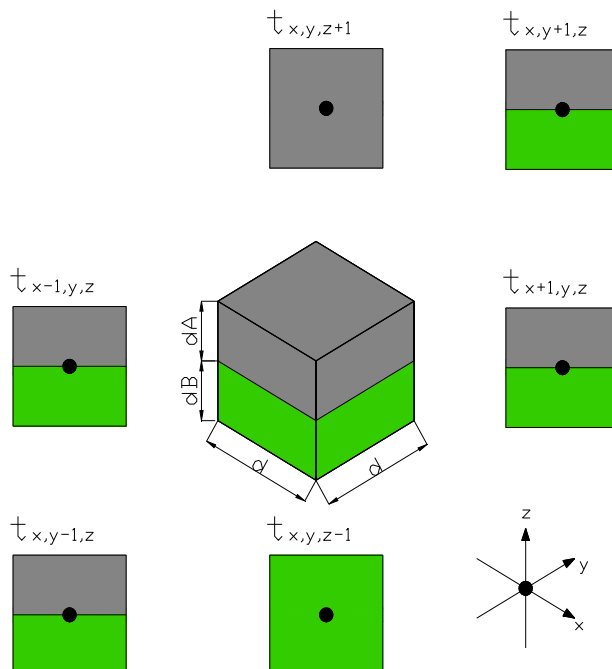 t x,y,z+1
t x,y+1,z
t x-1,y,z
t x+1,y,z
dA
dB
d
d
t x,y-1,z
t x,y,z-1
z
y
x